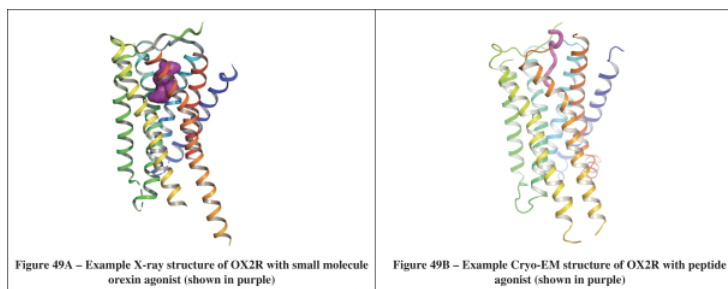 Figure 49A – Example X-ray structure of OX2R with small molecule
orexin agonist (shown in purple)
Figure 49B – Example Cryo-EM structure of OX2R with peptide
agonist (shown in purple)